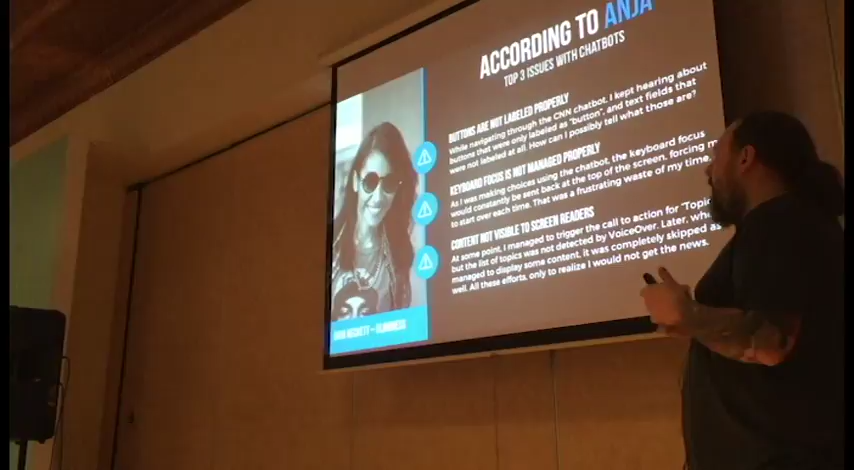 ACCORDING TO ANJA
TOP 3 ISSUES WITH CHATBOTS
BUTTONS ARE NOT LABELED PROPERLY
While navigating through the CNN chatbot, I kept hearing about
buttons that were only labeled as "button", and text fields that
were not labeled at all. How can I possibly tell what those are?
KEYBOARD FOCUS IS NOT MANAGED PROPERLY
As I was making choices using the chatbot, the keyboard focus
would constantly be sent back at the top of the screen, forcing
to start over each time. That was a frustrating waste of my time.
CONTENT NOT VISIBLE TO SCREEN READERS
At some point, I managed to trigger the call to action for "Topic
but the list of topics was not detected by VoiceOver. Later,
managed to display some content, it was completely skipped as
well. All these efforts, only to realize I would not get the news.
– BLINDNESS